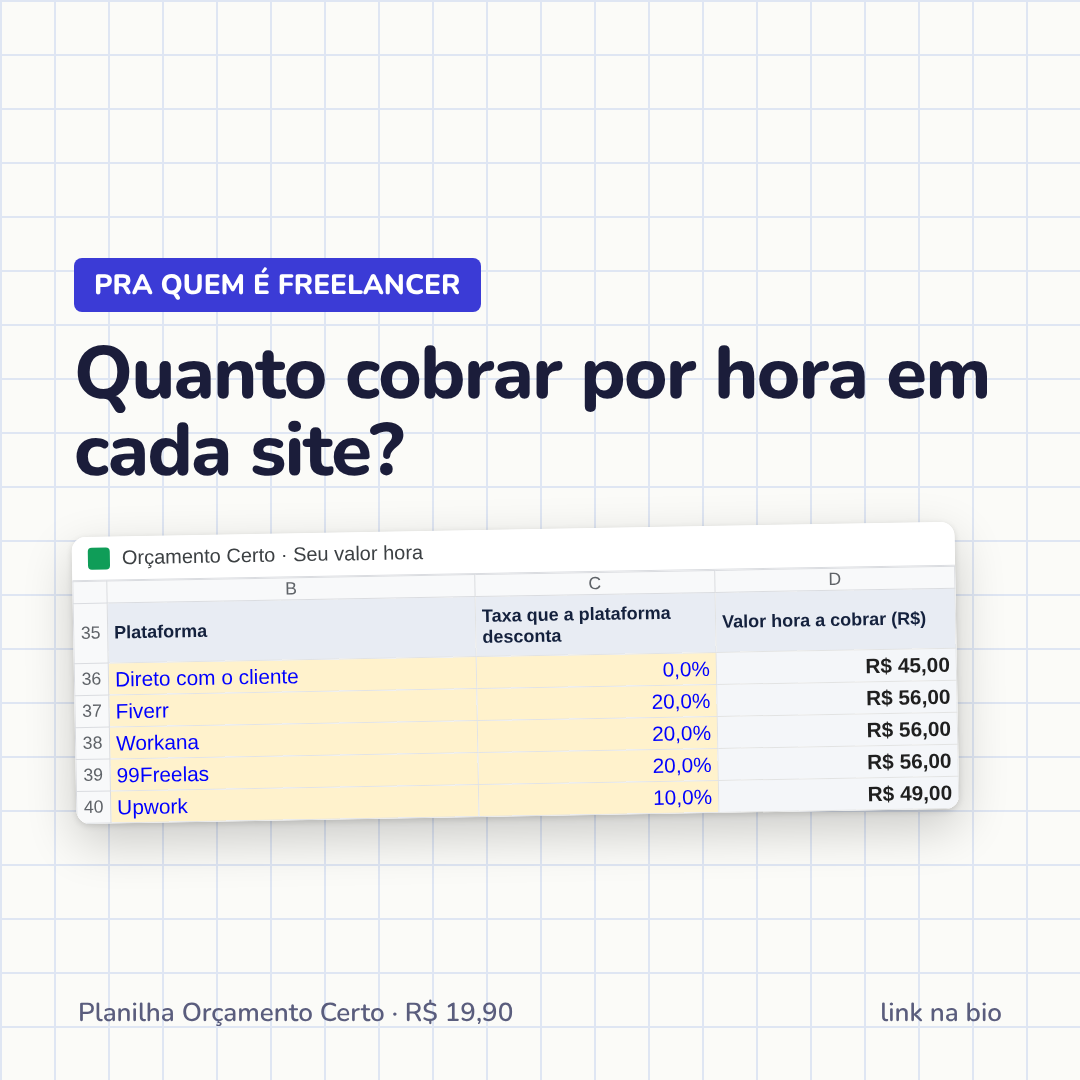 PRA QUEM É FREELANCER
Quanto cobrar por hora em
cada site?
Orçamento Certo · Seu valor hora
B C D
35 Plataforma Taxa que a plataforma desconta Valor hora a cobrar (R$)
36 Direto com o cliente 0,0% R$ 45,00
37 Fiverr 20,0% R$ 56,00
38 Workana 20,0% R$ 56,00
39 99Freelas 20,0% R$ 56,00
40 Upwork 10,0% R$ 49,00
Planilha Orçamento Certo · R$ 19,90 link na bio